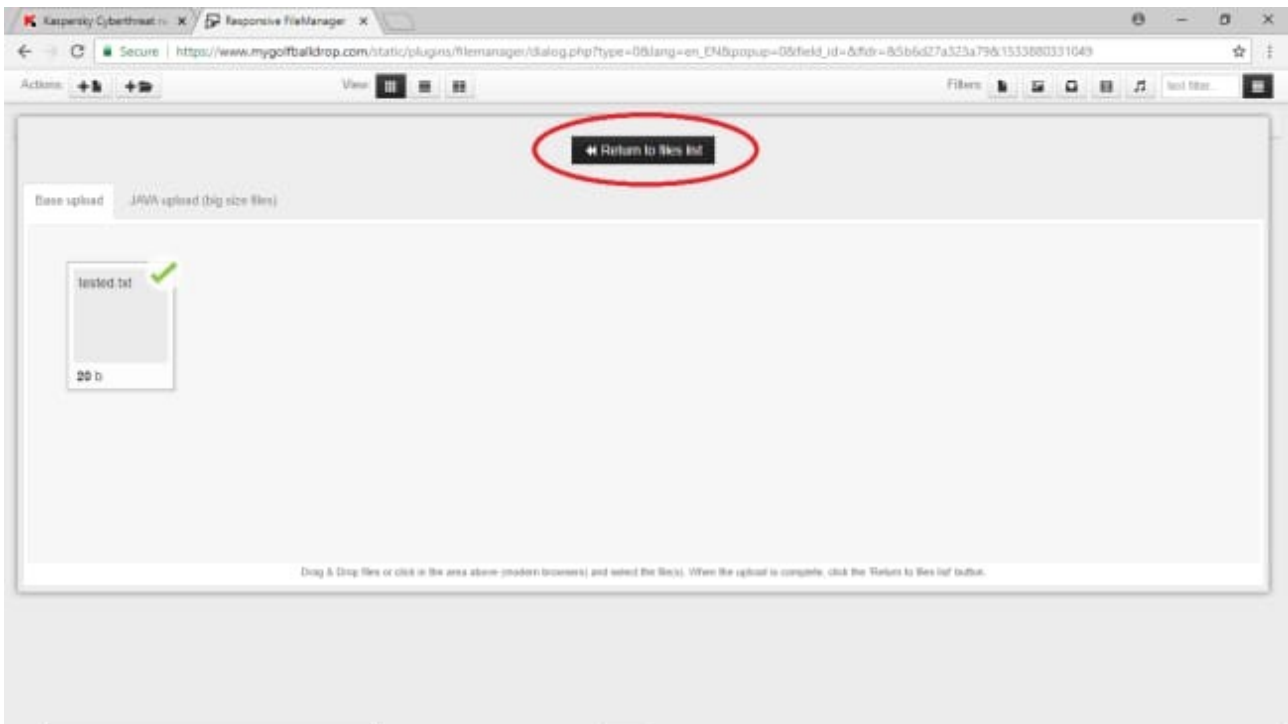 Kaspersky Cyberthreat
Responsive FileManager
Secure https://www.mygolfballdrop.com/static/plugins/filemanager/dialog.php?type=0&lang=en_EN&popup=0&field_id=&fldr=&5b6d27a323a79&1533880331049
Actions:
View:
Filters:
text filter...
Return to files list
Base upload
JAVA upload (big size files)
tested.txt
20 b
Drag & Drop files or click in the area above (modern browsers) and select the file(s). When the upload is complete, click the 'Return to files list' button.